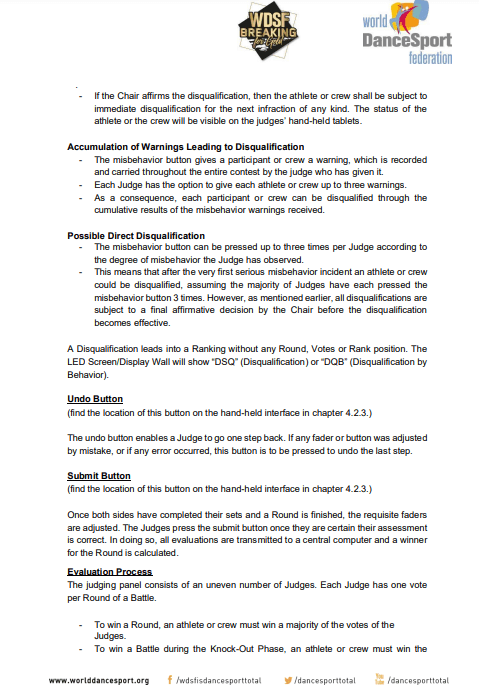 WDSF
BREAKING
for Gold
world
DanceSport
federation
.
- If the Chair affirms the disqualification, then the athlete or crew shall be subject to
immediate disqualification for the next infraction of any kind. The status of the
athlete or the crew will be visible on the judges' hand-held tablets.
Accumulation of Warnings Leading to Disqualification
- The misbehavior button gives a participant or crew a warning, which is recorded
and carried throughout the entire contest by the judge who has given it.
- Each Judge has the option to give each athlete or crew up to three warnings.
- As a consequence, each participant or crew can be disqualified through the
cumulative results of the misbehavior warnings received.
Possible Direct Disqualification
- The misbehavior button can be pressed up to three times per Judge according to
the degree of misbehavior the Judge has observed.
- This means that after the very first serious misbehavior incident an athlete or crew
could be disqualified, assuming the majority of Judges have each pressed the
misbehavior button 3 times. However, as mentioned earlier, all disqualifications are
subject to a final affirmative decision by the Chair before the disqualification
becomes effective.
A Disqualification leads into a Ranking without any Round, Votes or Rank position. The
LED Screen/Display Wall will show "DSQ" (Disqualification) or "DQB" (Disqualification by
Behavior).
Undo Button
(find the location of this button on the hand-held interface in chapter 4.2.3.)
The undo button enables a Judge to go one step back. If any fader or button was adjusted
by mistake, or if any error occurred, this button is to be pressed to undo the last step.
Submit Button
(find the location of this button on the hand-held interface in chapter 4.2.3.)
Once both sides have completed their sets and a Round is finished, the requisite faders
are adjusted. The Judges press the submit button once they are certain their assessment
is correct. In doing so, all evaluations are transmitted to a central computer and a winner
for the Round is calculated.
Evaluation Process
The judging panel consists of an uneven number of Judges. Each Judge has one vote
per Round of a Battle.
- To win a Round, an athlete or crew must win a majority of the votes of the
Judges.
- To win a Battle during the Knock-Out Phase, an athlete or crew must win the
www.worlddancesport.org f /wdsfisdancesporttotal /dancesporttotal You Tube /dancesporttotal